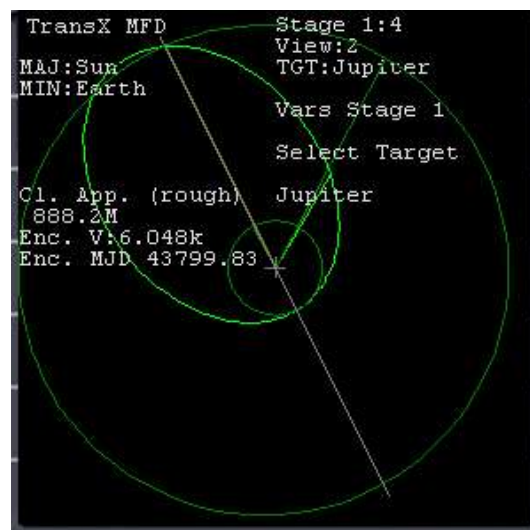 TransX MFD
Stage 1:4
View:2
MAJ:Sun
TGT:Jupiter
MIN:Earth
Vars Stage 1
Select Target
Cl. App. (rough)
Jupiter
888.2M
Enc. V:6.048k
Enc. MJD 43799.83